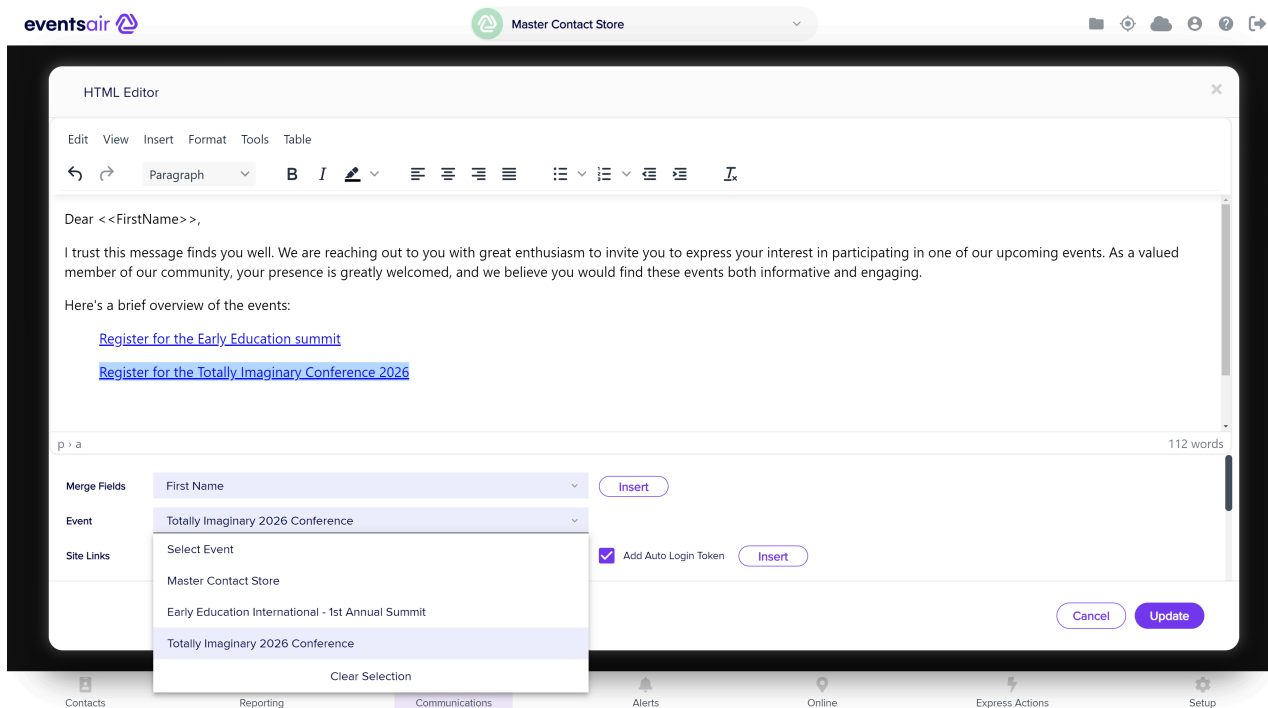 eventsair
Master Contact Store
HTML Editor
Edit View Insert Format Tools Table
Paragraph B I
Dear <<FirstName>>,
I trust this message finds you well. We are reaching out to you with great enthusiasm to invite you to express your interest in participating in one of our upcoming events. As a valued
member of our community, your presence is greatly welcomed, and we believe you would find these events both informative and engaging.
Here's a brief overview of the events:
Register for the Early Education summit
Register for the Totally Imaginary Conference 2026
p › a 112 words
Merge Fields First Name Insert
Event Totally Imaginary 2026 Conference
Site Links Add Auto Login Token Insert
Select Event
Master Contact Store
Early Education International - 1st Annual Summit
Totally Imaginary 2026 Conference
Clear Selection
Cancel Update
Contacts Reporting Communications Alerts Online Express Actions Setup